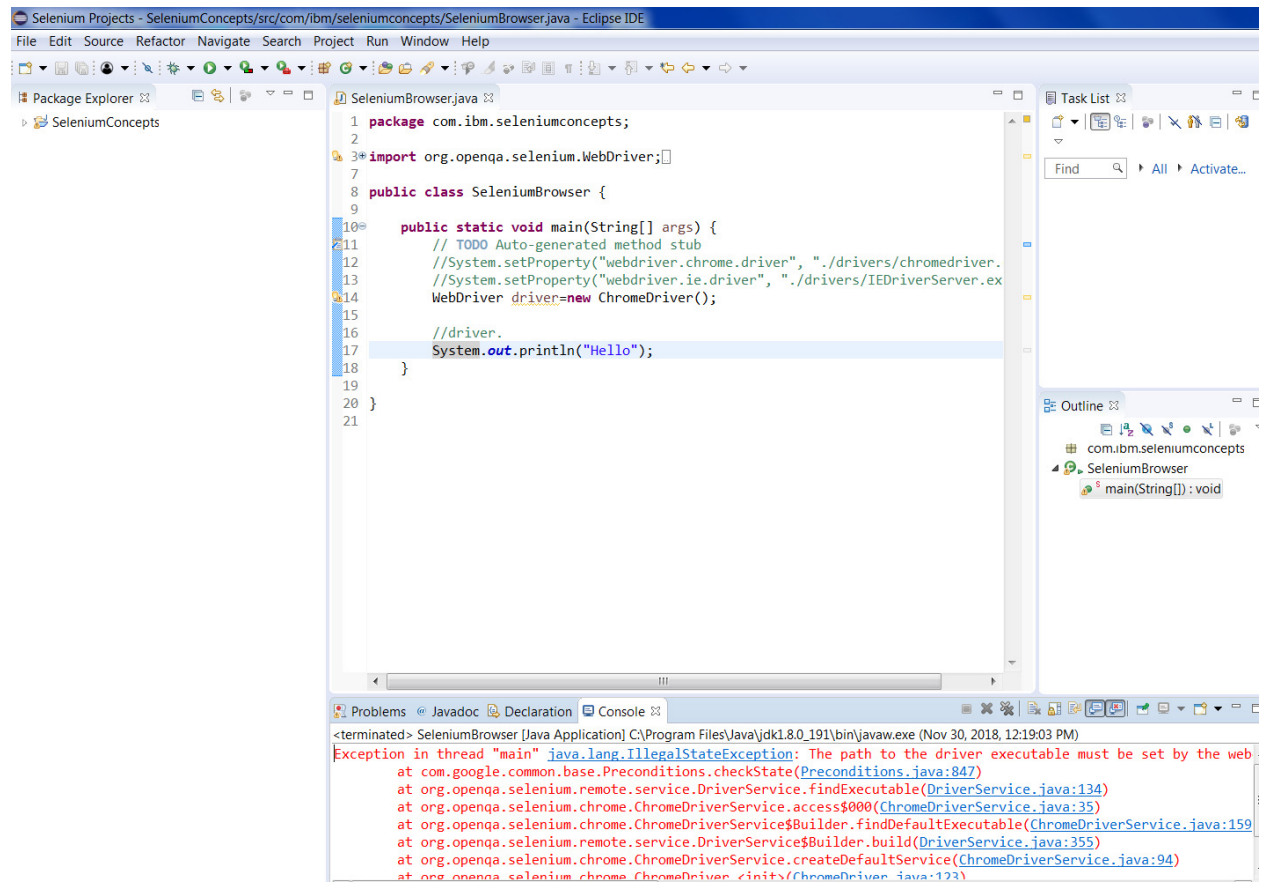 Selenium Projects - SeleniumConcepts/src/com/ibm/seleniumconcepts/SeleniumBrowser.java - Eclipse IDE
File Edit Source Refactor Navigate Search Project Run Window Help
Package Explorer
SeleniumConcepts
SeleniumBrowser.java
1 package com.ibm.seleniumconcepts;
2
3 import org.openqa.selenium.WebDriver;
7
8 public class SeleniumBrowser {
9
10 public static void main(String[] args) {
11 // TODO Auto-generated method stub
12 //System.setProperty("webdriver.chrome.driver", "./drivers/chromedriver.
13 //System.setProperty("webdriver.ie.driver", "./drivers/IEDriverServer.ex
14 WebDriver driver=new ChromeDriver();
15
16 //driver.
17 System.out.println("Hello");
18 }
19
20 }
21
Task List
Find All Activate...
Outline
com.ibm.seleniumconcepts
SeleniumBrowser
main(String[]) : void
Problems Javadoc Declaration Console
<terminated> SeleniumBrowser [Java Application] C:\Program Files\Java\jdk1.8.0_191\bin\javaw.exe (Nov 30, 2018, 12:19:03 PM)
Exception in thread "main" java.lang.IllegalStateException: The path to the driver executable must be set by the web
at com.google.common.base.Preconditions.checkState(Preconditions.java:847)
at org.openqa.selenium.remote.service.DriverService.findExecutable(DriverService.java:134)
at org.openqa.selenium.chrome.ChromeDriverService.access$000(ChromeDriverService.java:35)
at org.openqa.selenium.chrome.ChromeDriverService$Builder.findDefaultExecutable(ChromeDriverService.java:159
at org.openqa.selenium.remote.service.DriverService$Builder.build(DriverService.java:355)
at org.openqa.selenium.chrome.ChromeDriverService.createDefaultService(ChromeDriverService.java:94)
at org.openqa.selenium.chrome.ChromeDriver.<init>(ChromeDriver.java:123)